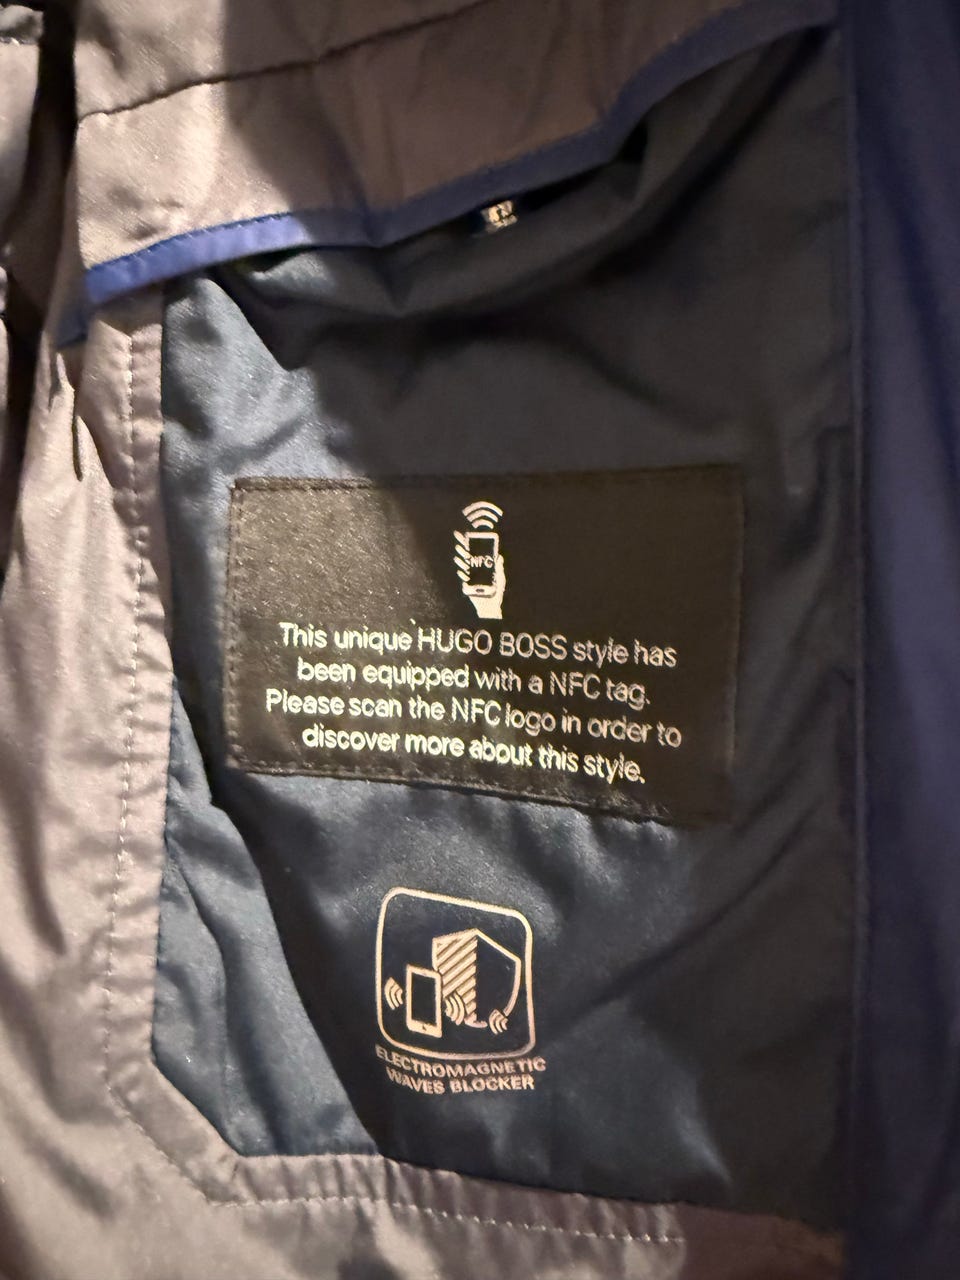 NFC
This unique HUGO BOSS style has
been equipped with a NFC tag.
Please scan the NFC logo in order to
discover more about this style.
ELECTROMAGNETIC
WAVES BLOCKER